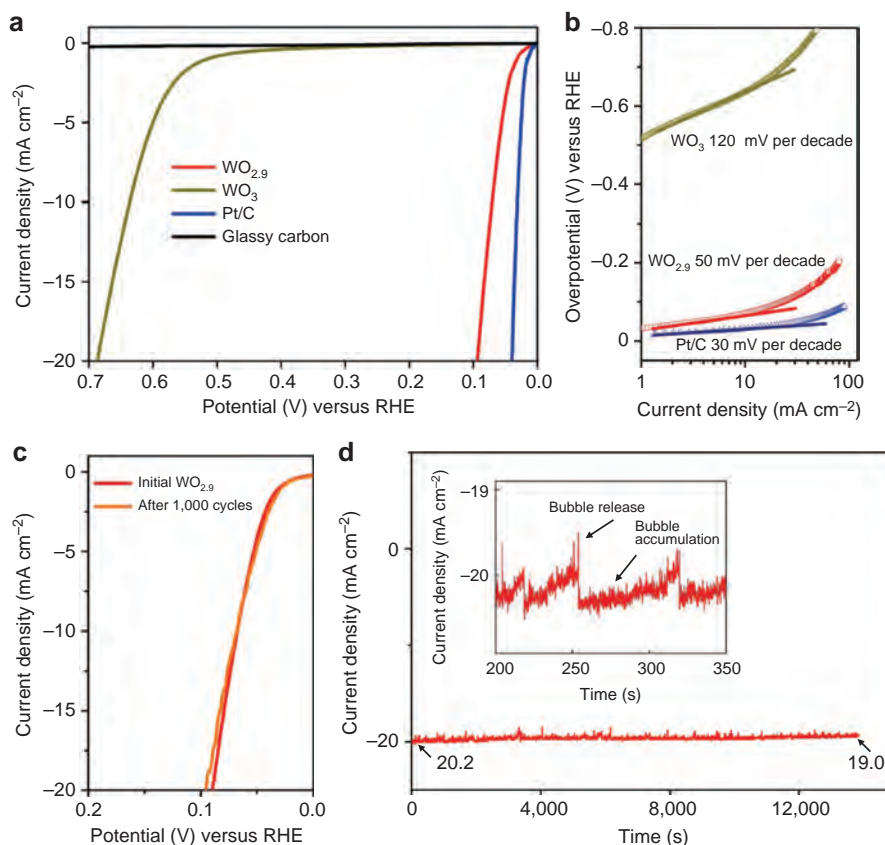 a
0
−5
−10
−15
−20
Current density (mA cm⁻²)
WO₂.₉
WO₃
Pt/C
Glassy carbon
0.7
0.6
0.5
0.4
0.3
0.2
0.1
0.0
Potential (V) versus RHE
b
−0.8
−0.6
−0.4
−0.2
0
Overpotential (V) versus RHE
WO₃ 120 mV per decade
WO₂.₉ 50 mV per decade
Pt/C 30 mV per decade
1
10
100
Current density (mA cm⁻²)
c
0
−5
−10
−15
−20
Current density (mA cm⁻²)
Initial WO₂.₉
After 1,000 cycles
0.2
0.1
0.0
Potential (V) versus RHE
d
0
−20
Current density (mA cm⁻²)
−19
−20
Current density (mA cm⁻²)
Bubble release
Bubble
accumulation
200
250
300
350
Time (s)
20.2
19.0
0
4,000
8,000
12,000
Time (s)